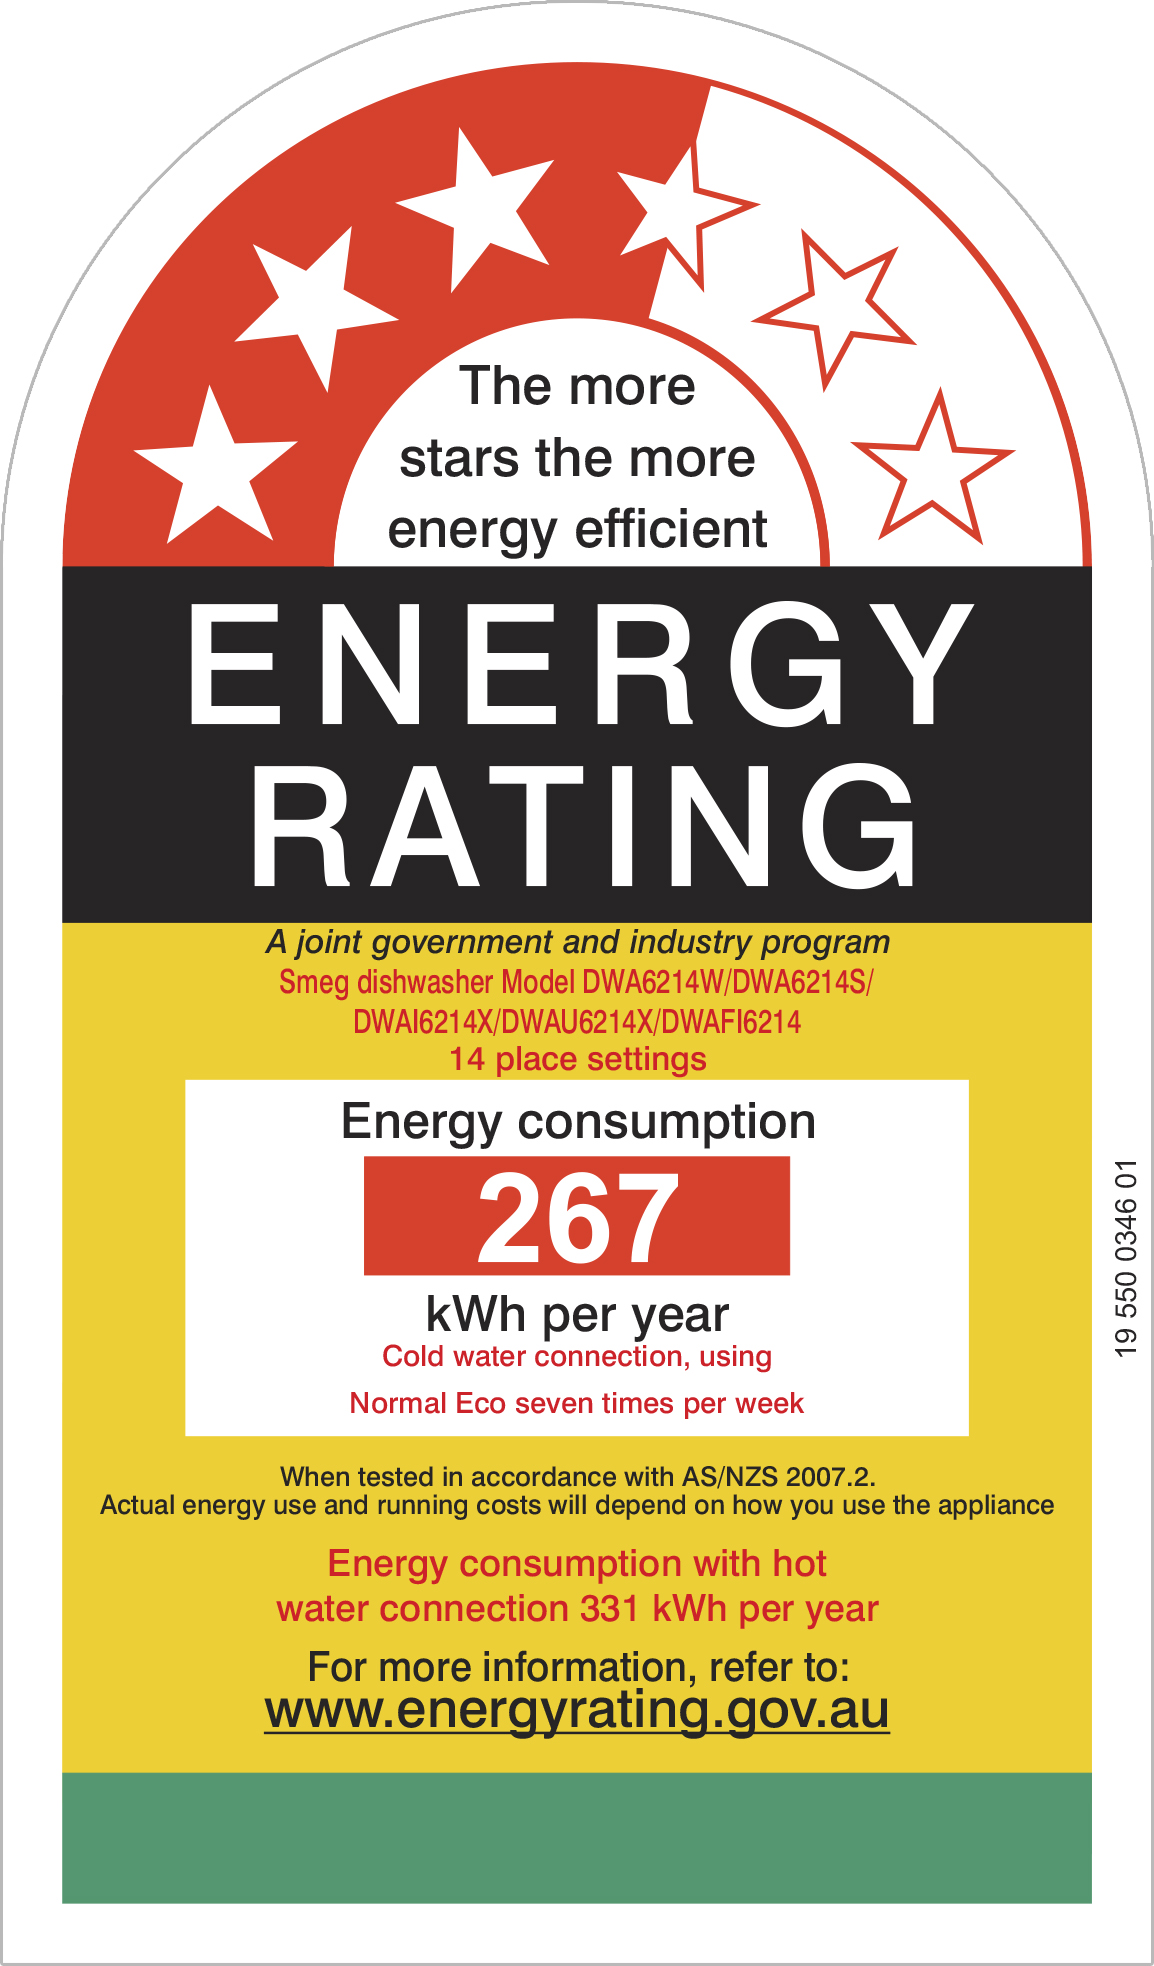 The more
stars the more
energy efficient
ENERGY
RATING
A joint government and industry program
Smeg dishwasher Model DWA6214W/DWA6214S/
DWAI6214X/DWAU6214X/DWAFI6214
14 place settings
Energy consumption
267
kWh per year
Cold water connection, using
Normal Eco seven times per week
When tested in accordance with AS/NZS 2007.2.
Actual energy use and running costs will depend on how you use the appliance
Energy consumption with hot
water connection 331 kWh per year
For more information, refer to:
www.energyrating.gov.au
19 550 0346 01